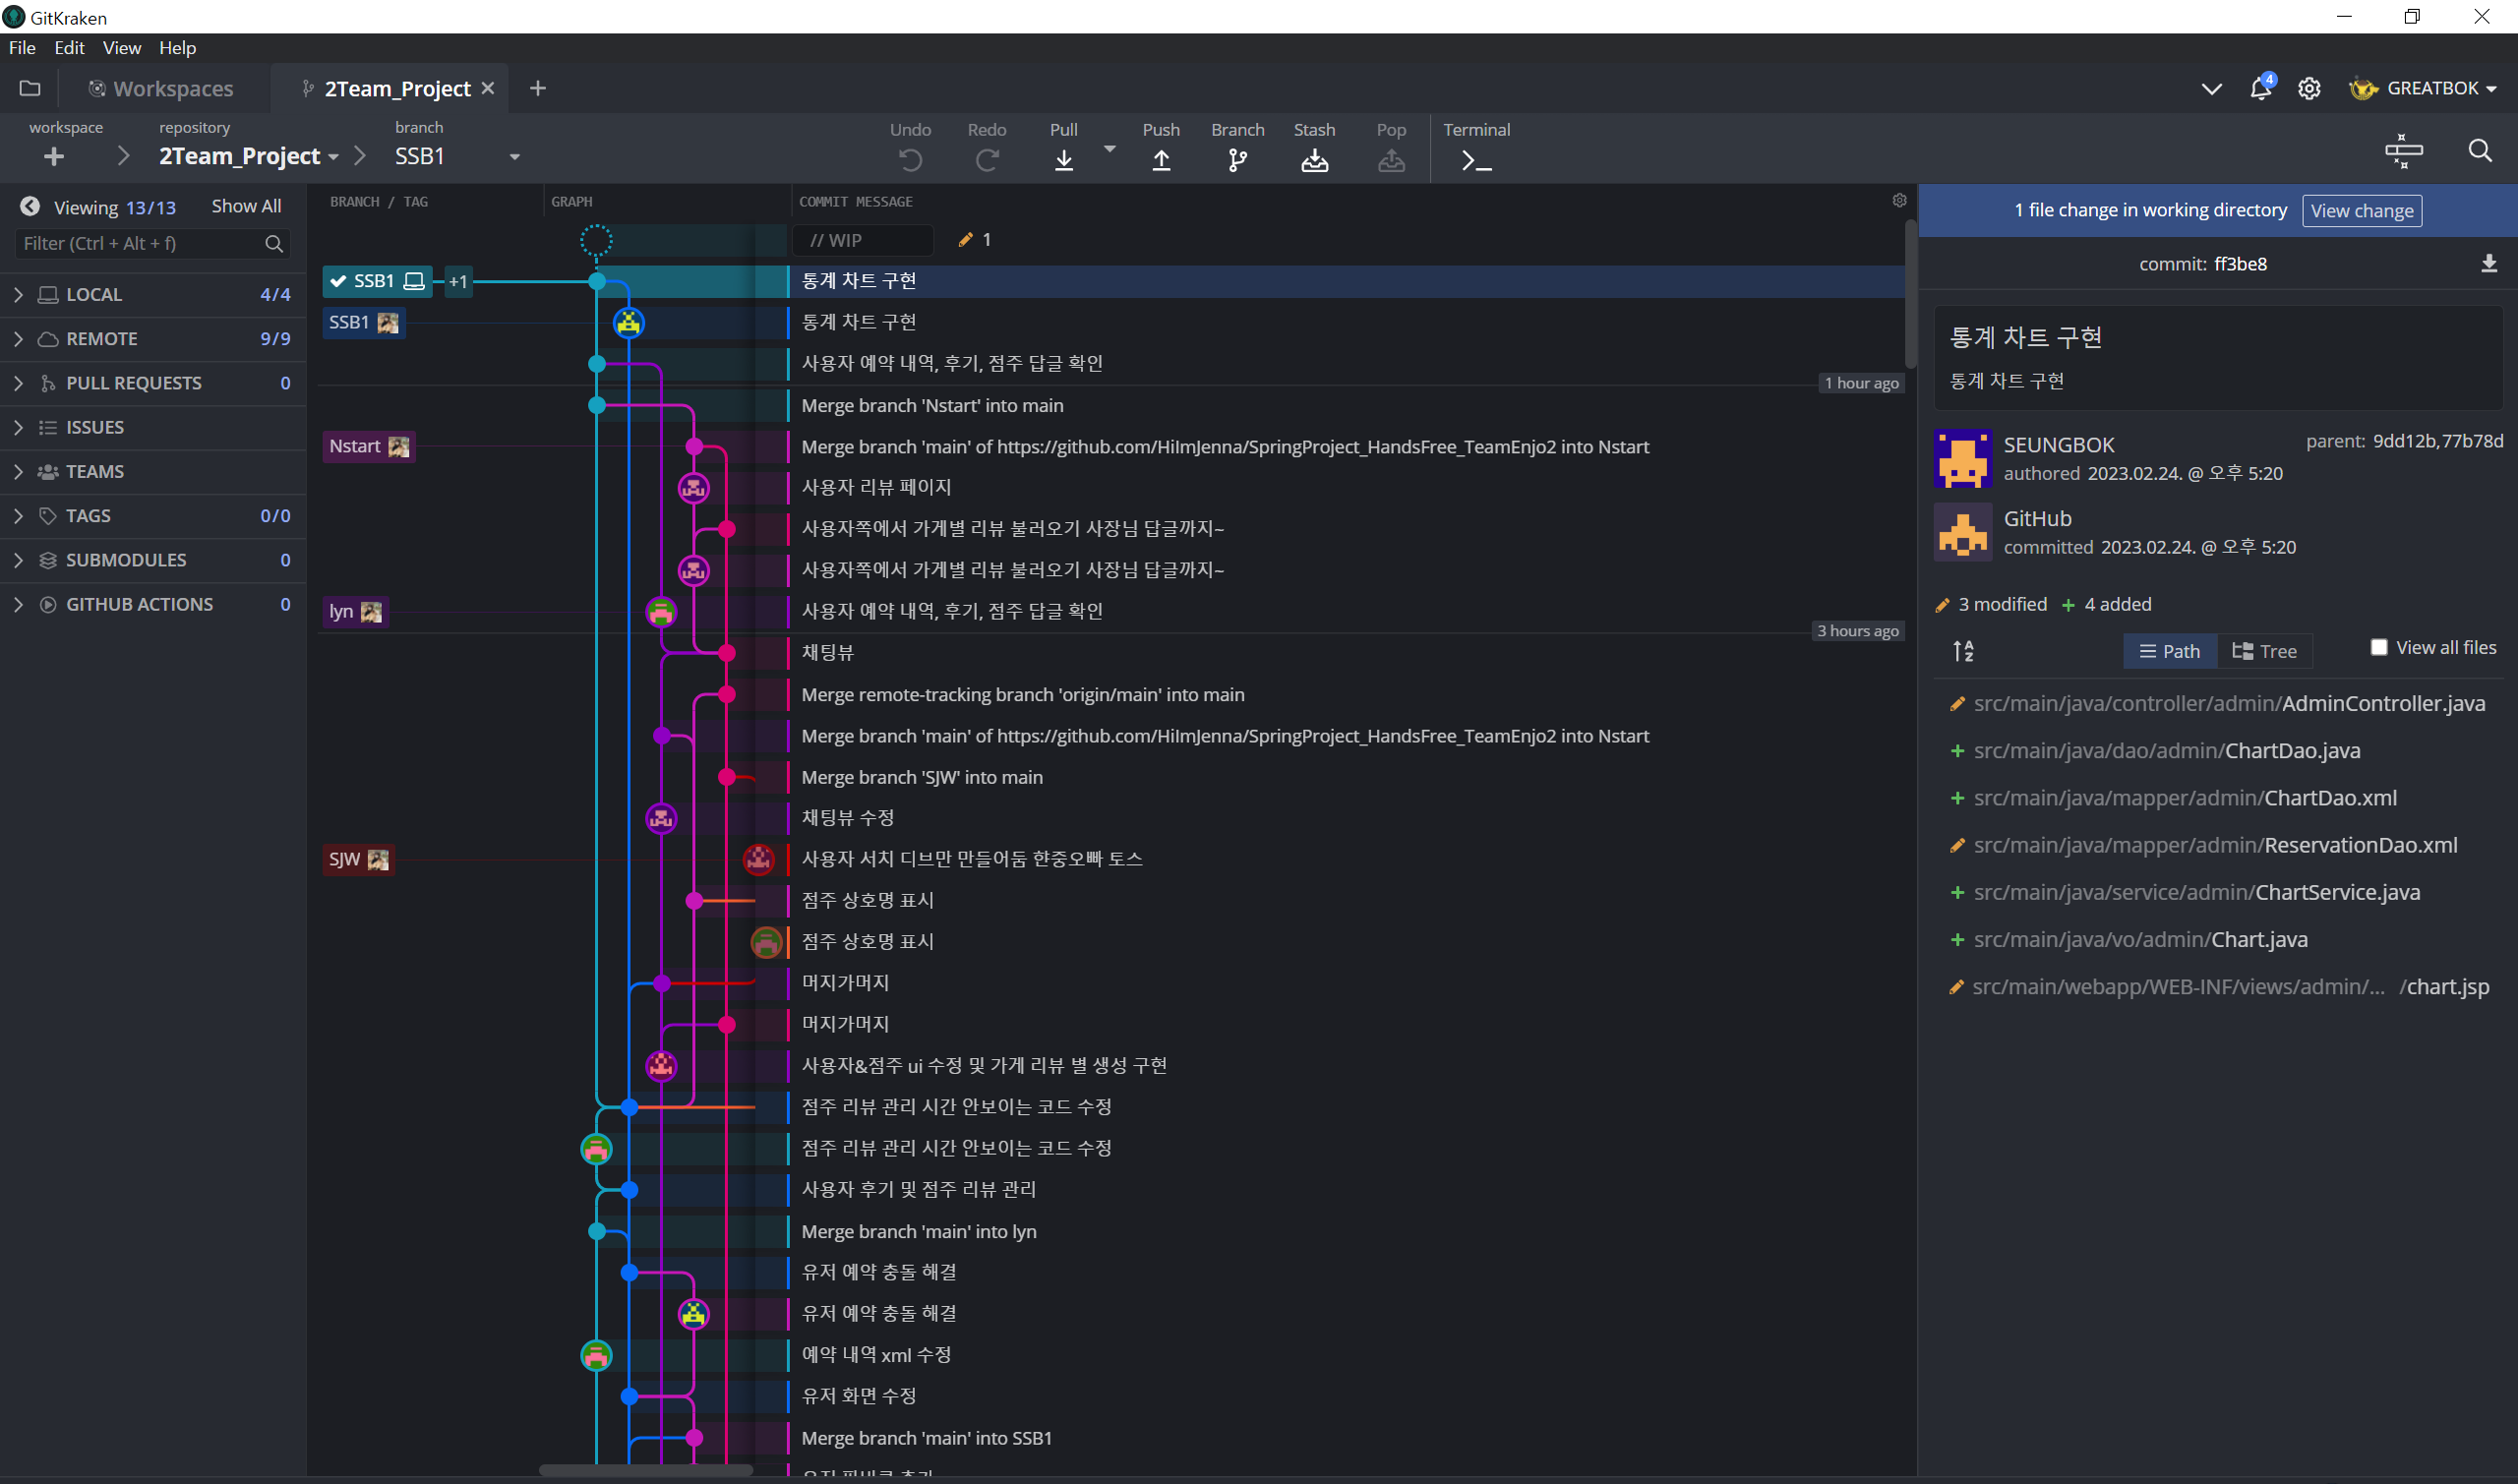 GitKraken
File Edit View Help
Workspaces
2Team_Project
4
GREATBOK
workspace
repository
2Team_Project
branch
SSB1
Undo
Redo
Pull
Push
Branch
Stash
Pop
Terminal
Viewing 13/13 Show All
Filter (Ctrl + Alt + f)
LOCAL 4/4
REMOTE 9/9
PULL REQUESTS 0
ISSUES
TEAMS
TAGS 0/0
SUBMODULES 0
GITHUB ACTIONS 0
BRANCH / TAG GRAPH COMMIT MESSAGE
// WIP 1
SSB1 +1 통계 차트 구현
SSB1 통계 차트 구현
사용자 예약 내역, 후기, 점주 답글 확인
1 hour ago
Merge branch 'Nstart' into main
Nstart Merge branch 'main' of https://github.com/HiImJenna/SpringProject_HandsFree_TeamEnjo2 into Nstart
사용자 리뷰 페이지
사용자쪽에서 가게별 리뷰 불러오기 사장님 답글까지~
사용자쪽에서 가게별 리뷰 불러오기 사장님 답글까지~
lyn 사용자 예약 내역, 후기, 점주 답글 확인
3 hours ago
채팅뷰
Merge remote-tracking branch 'origin/main' into main
Merge branch 'main' of https://github.com/HiImJenna/SpringProject_HandsFree_TeamEnjo2 into Nstart
Merge branch 'SJW' into main
채팅뷰 수정
SJW 사용자 서치 디브만 만들어둠 햔중오빠 토스
점주 상호명 표시
점주 상호명 표시
머지가머지
머지가머지
사용자&점주 ui 수정 및 가게 리뷰 별 생성 구현
점주 리뷰 관리 시간 안보이는 코드 수정
점주 리뷰 관리 시간 안보이는 코드 수정
사용자 후기 및 점주 리뷰 관리
Merge branch 'main' into lyn
유저 예약 충돌 해결
유저 예약 충돌 해결
예약 내역 xml 수정
유저 화면 수정
Merge branch 'main' into SSB1
1 file change in working directory View change
commit: ff3be8
통계 차트 구현
통계 차트 구현
SEUNGBOK
authored 2023.02.24. @ 오후 5:20
parent: 9dd12b,77b78d
GitHub
committed 2023.02.24. @ 오후 5:20
3 modified + 4 added
Path Tree View all files
src/main/java/controller/admin/AdminController.java
+ src/main/java/dao/admin/ChartDao.java
+ src/main/java/mapper/admin/ChartDao.xml
src/main/java/mapper/admin/ReservationDao.xml
+ src/main/java/service/admin/ChartService.java
+ src/main/java/vo/admin/Chart.java
src/main/webapp/WEB-INF/views/admin/... /chart.jsp